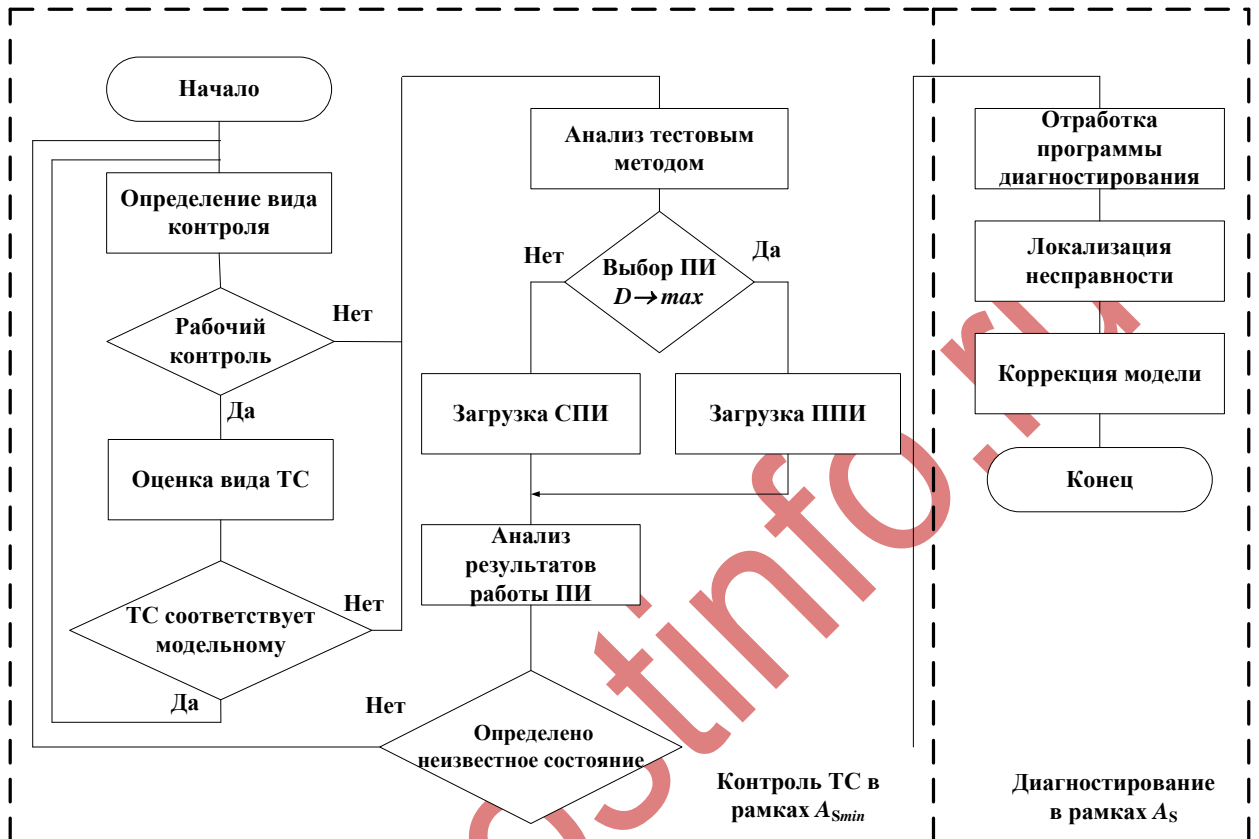 Начало
Определение вида
контроля
Рабочий
контроль
Нет
Да
Оценка вида ТС
ТС соответствует
модельному
Нет
Да
Анализ тестовым
методом
Выбор ПИ
D→max
Нет
Да
Загрузка СПИ
Загрузка ППИ
Анализ
результатов
работы ПИ
Определено
неизвестное состояние
Нет
Контроль ТС в
рамках ASmin
Отработка
программы
диагностирования
Локализация
несправности
Коррекция модели
Конец
Диагностирование
в рамках AS